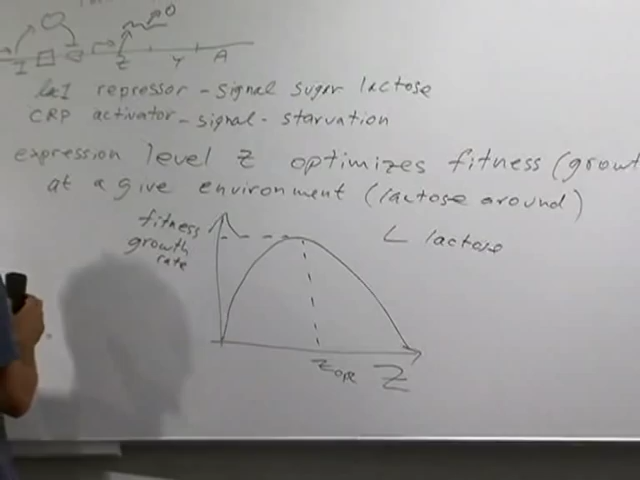 I Z Y A
lacI repressor - signal sugar lactose
CRP activator - signal - starvation
expression level Z optimizes fitness (growt
at a give environment (lactose around)
fitness
growth
rate
L lactose
Zopt Z